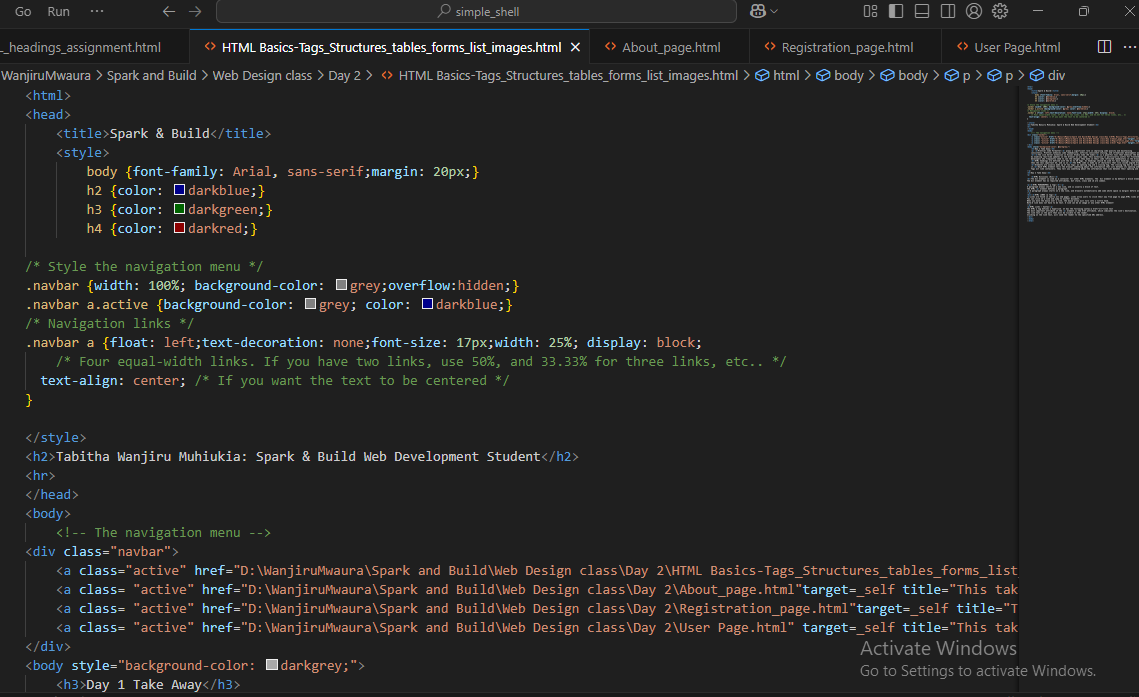 Go Run ... simple_shell
_headings_assignment.html HTML Basics-Tags_Structures_tables_forms_list_images.html About_page.html Registration_page.html User Page.html
WanjiruMwaura > Spark and Build > Web Design class > Day 2 > HTML Basics-Tags_Structures_tables_forms_list_images.html > html > body > body > p > p > div
<html>
<head>
<title>Spark & Build</title>
<style>
body {font-family: Arial, sans-serif;margin: 20px;}
h2 {color: darkblue;}
h3 {color: darkgreen;}
h4 {color: darkred;}
/* Style the navigation menu */
.navbar {width: 100%; background-color: grey;overflow:hidden;}
.navbar a.active {background-color: grey; color: darkblue;}
/* Navigation links */
.navbar a {float: left;text-decoration: none;font-size: 17px;width: 25%; display: block;
/* Four equal-width links. If you have two links, use 50%, and 33.33% for three links, etc.. */
text-align: center; /* If you want the text to be centered */
}
</style>
<h2>Tabitha Wanjiru Muhiukia: Spark & Build Web Development Student</h2>
<hr>
</head>
<body>
<!-- The navigation menu -->
<div class="navbar">
<a class="active" href="D:\WanjiruMwaura\Spark and Build\Web Design class\Day 2\HTML Basics-Tags_Structures_tables_forms_list
<a class= "active" href="D:\WanjiruMwaura\Spark and Build\Web Design class\Day 2\About_page.html"target=_self title="This tak
<a class= "active" href="D:\WanjiruMwaura\Spark and Build\Web Design class\Day 2\Registration_page.html"target=_self title="T
<a class= "active" href="D:\WanjiruMwaura\Spark and Build\Web Design class\Day 2\User Page.html" target=_self title="This tak
</div>
<body style="background-color: darkgrey;">
<h3>Day 1 Take Away</h3>
Activate Windows
Go to Settings to activate Windows.